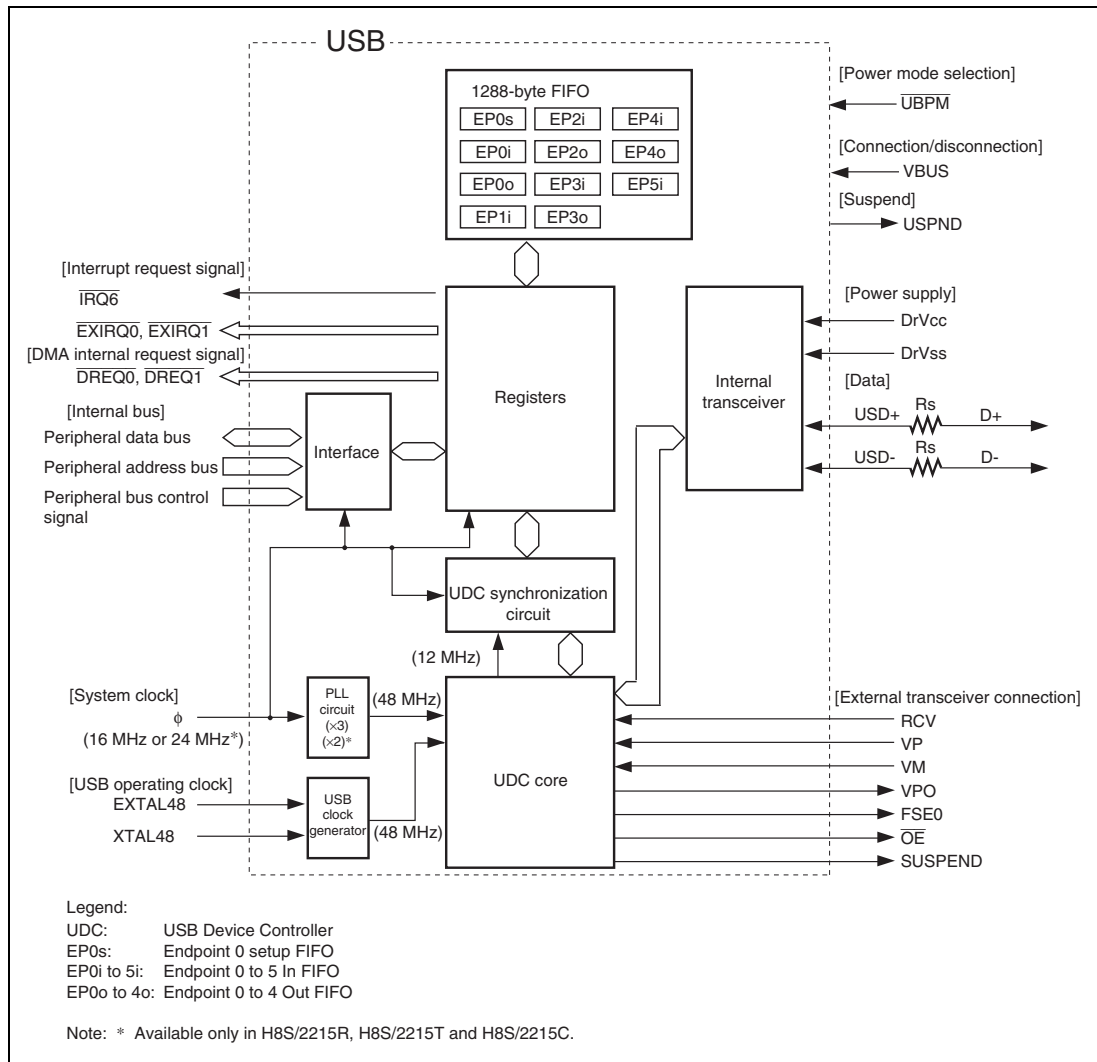 USB
1288-byte FIFO
EP0s EP2i EP4i
EP0i EP2o EP4o
EP0o EP3i EP5i
EP1i EP3o
[Power mode selection]
UBPM
[Connection/disconnection]
VBUS
[Suspend]
USPND
[Interrupt request signal]
IRQ6
EXIRQ0, EXIRQ1
[DMA internal request signal]
DREQ0, DREQ1
[Internal bus]
Peripheral data bus
Peripheral address bus
Peripheral bus control
signal
Interface
Registers
Internal
transceiver
[Power supply]
DrVcc
DrVss
[Data]
USD+ Rs D+
USD- Rs D-
UDC synchronization
circuit
(12 MHz)
[System clock]
ϕ
(16 MHz or 24 MHz*)
PLL
circuit
(×3)
(×2)*
(48 MHz)
[USB operating clock]
EXTAL48
XTAL48
USB
clock
generator
(48 MHz)
UDC core
[External transceiver connection]
RCV
VP
VM
VPO
FSE0
OE
SUSPEND
Legend:
UDC: USB Device Controller
EP0s: Endpoint 0 setup FIFO
EP0i to 5i: Endpoint 0 to 5 In FIFO
EP0o to 4o: Endpoint 0 to 4 Out FIFO
Note: * Available only in H8S/2215R, H8S/2215T and H8S/2215C.